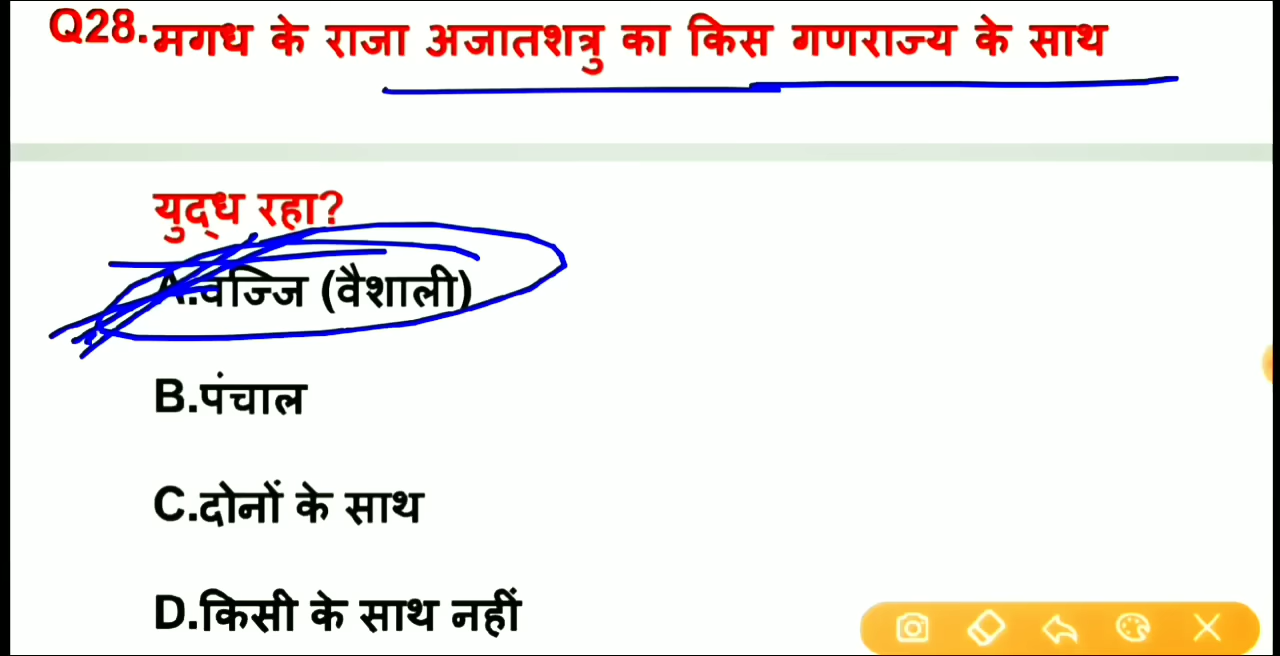 Q28.मगध के राजा अजातशत्रु का किस गणराज्य के साथ
युद्ध रहा?
A.वज्जि (वैशाली)
B.पंचाल
C.दोनों के साथ
D.किसी के साथ नहीं